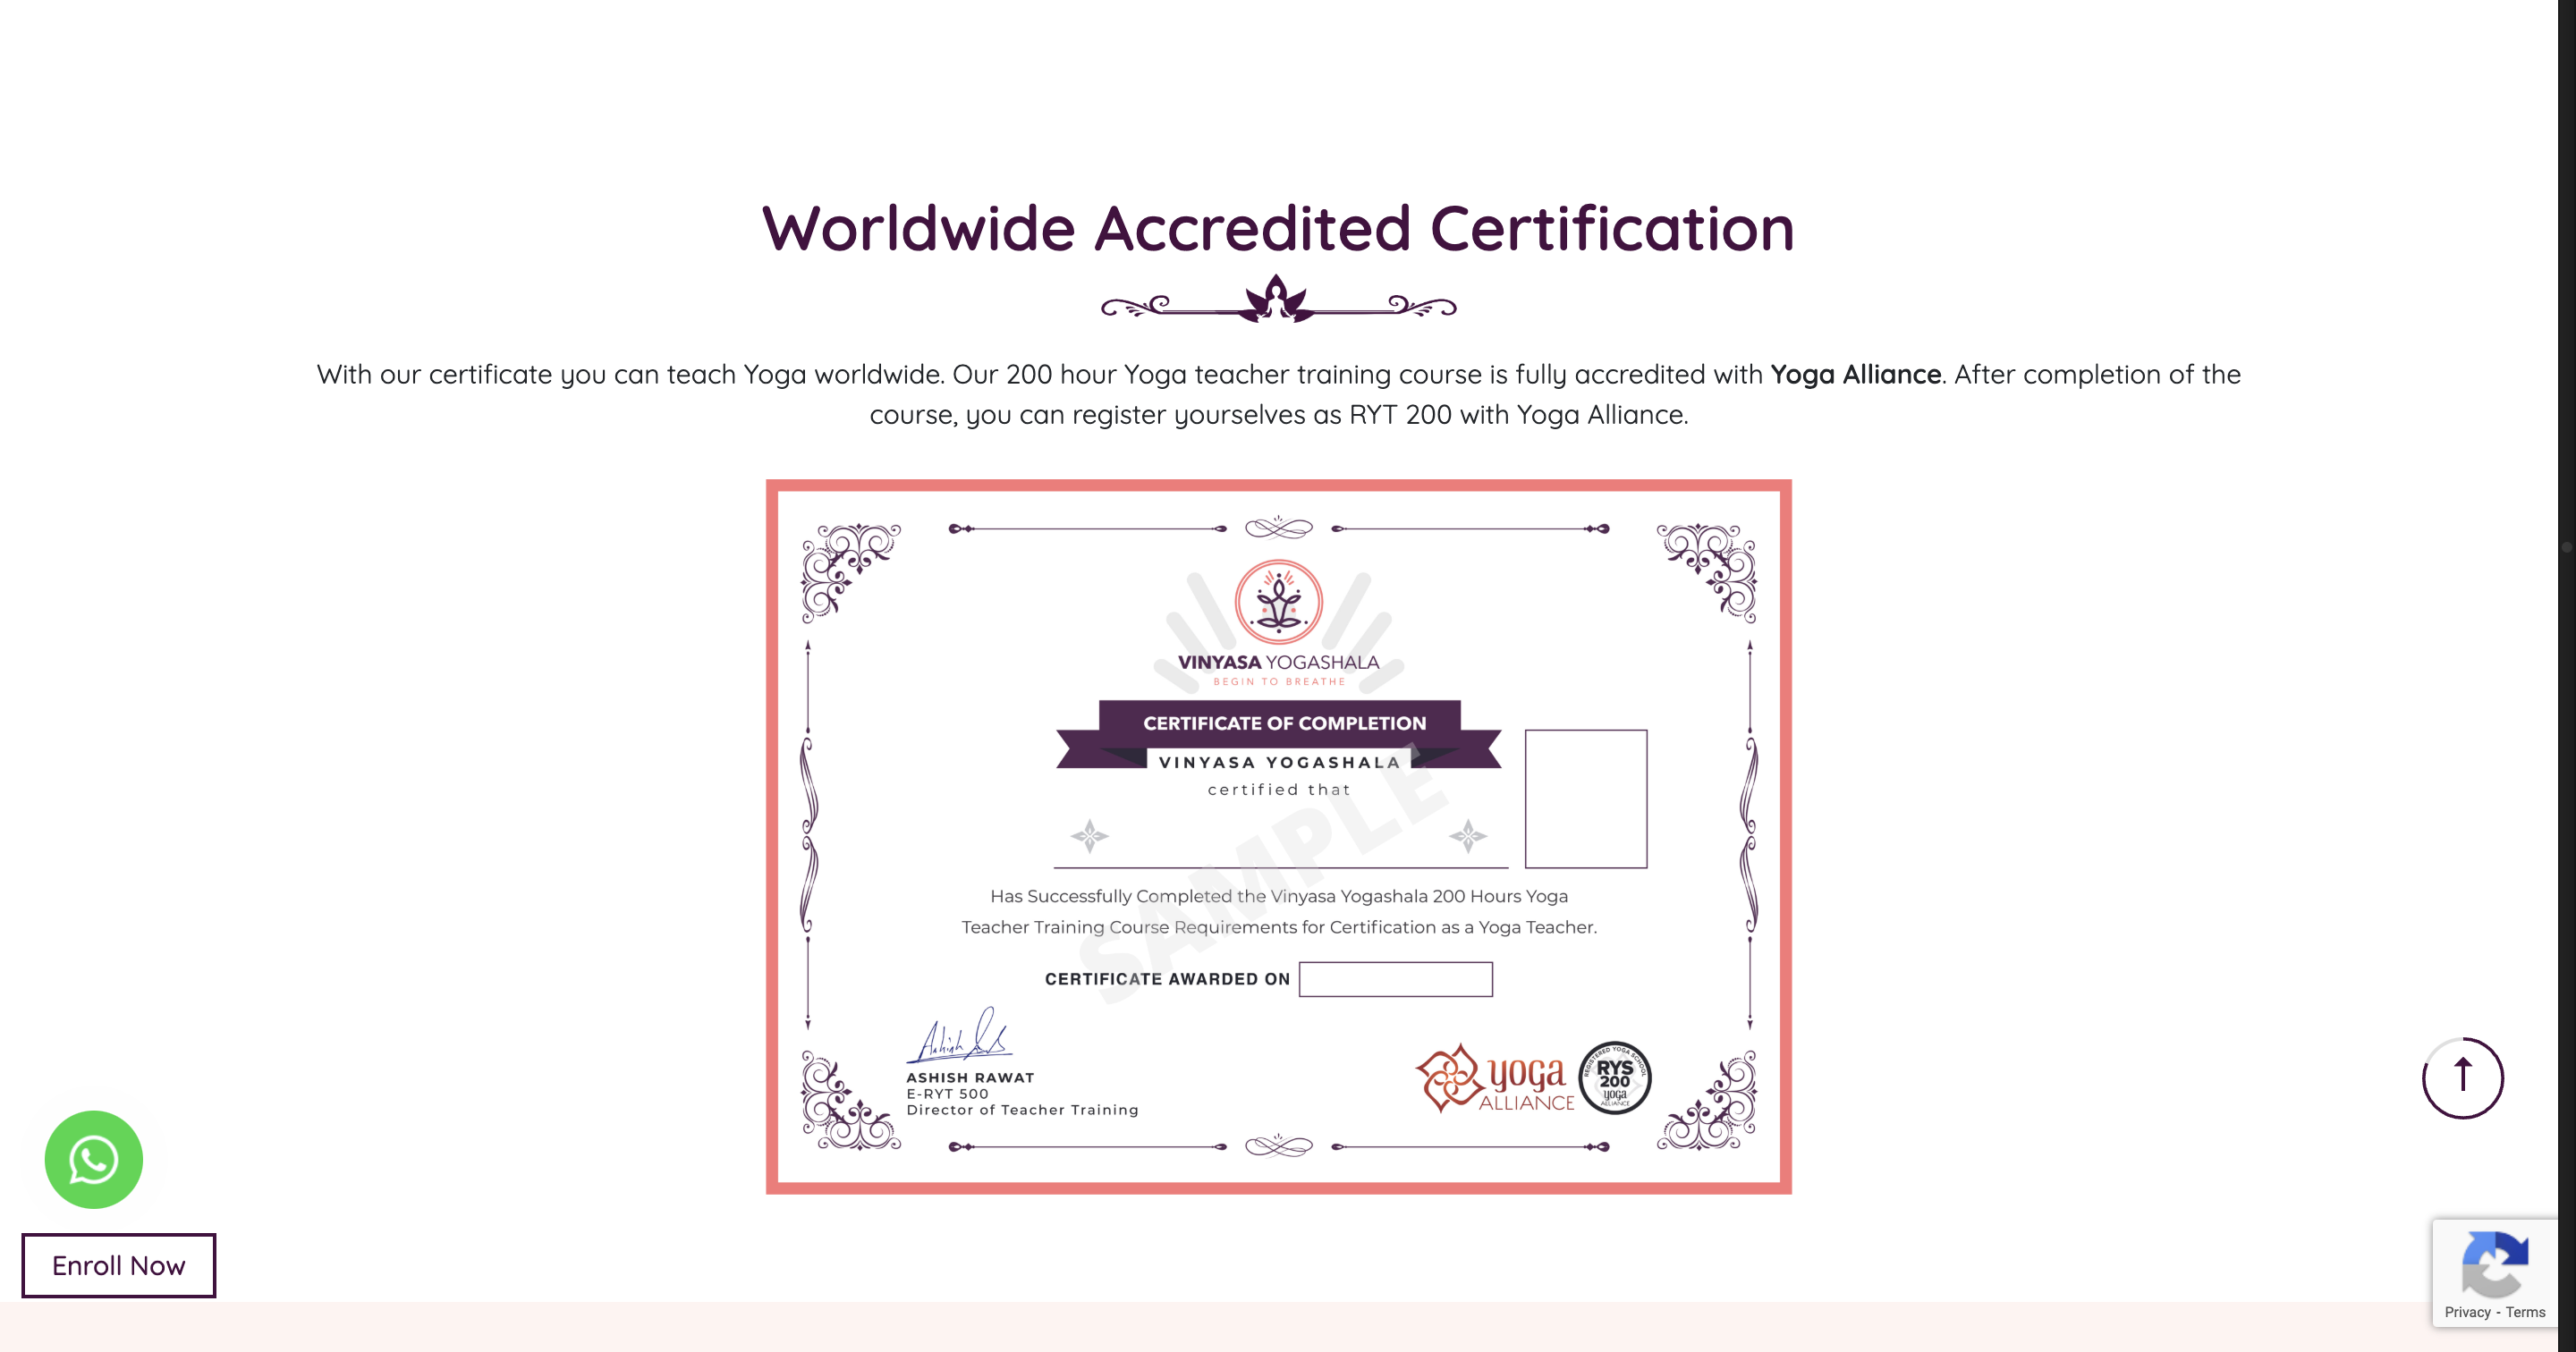 Worldwide Accredited Certification
With our certificate you can teach Yoga worldwide. Our 200 hour Yoga teacher training course is fully accredited with Yoga Alliance. After completion of the
course, you can register yourselves as RYT 200 with Yoga Alliance.
VINYASA YOGASHALA
BEGIN TO BREATHE
CERTIFICATE OF COMPLETION
VINYASA YOGASHALA
certified that
SAMPLE
Has Successfully Completed the Vinyasa Yogashala 200 Hours Yoga
Teacher Training Course Requirements for Certification as a Yoga Teacher.
CERTIFICATE AWARDED ON
ASHISH RAWAT
E-RYT 500
Director of Teacher Training
yoga
ALLIANCE
REGISTERED YOGA SCHOOL
RYS
200
yoga
ALLIANCE
Enroll Now
Privacy - Terms